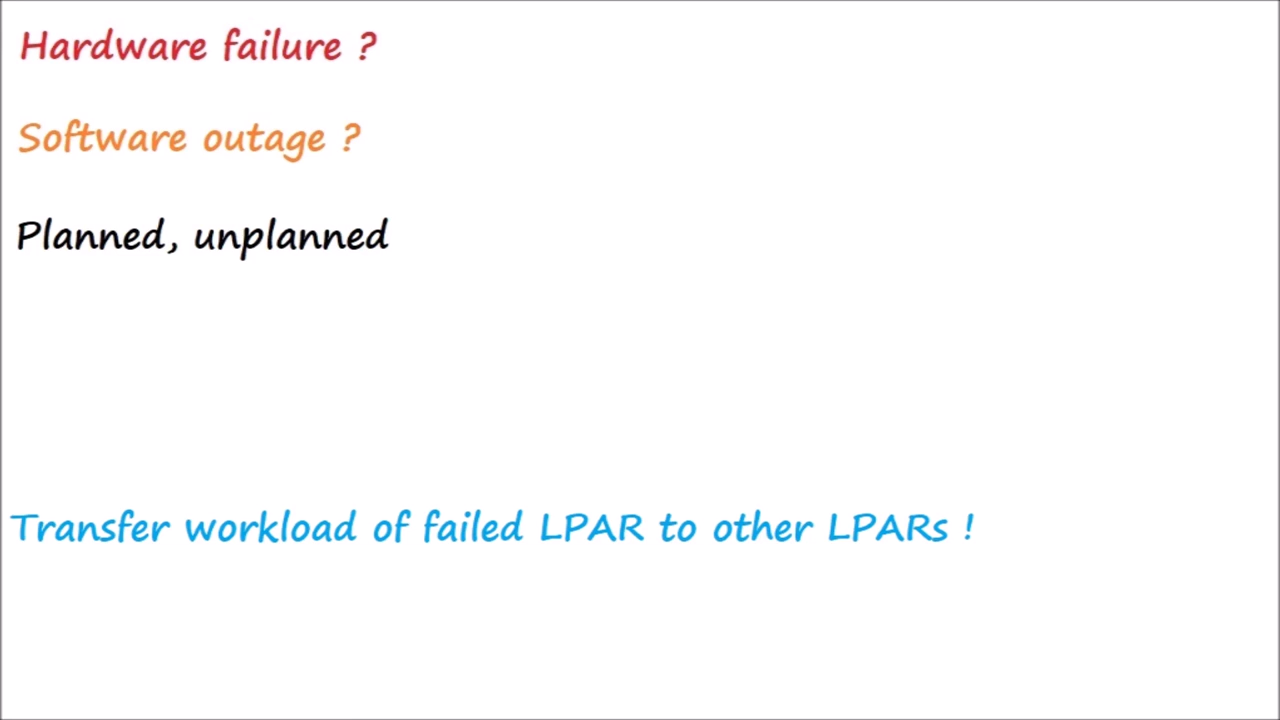 Hardware failure ?
Software outage ?
Planned, unplanned
Transfer workload of failed LPAR to other LPARs !